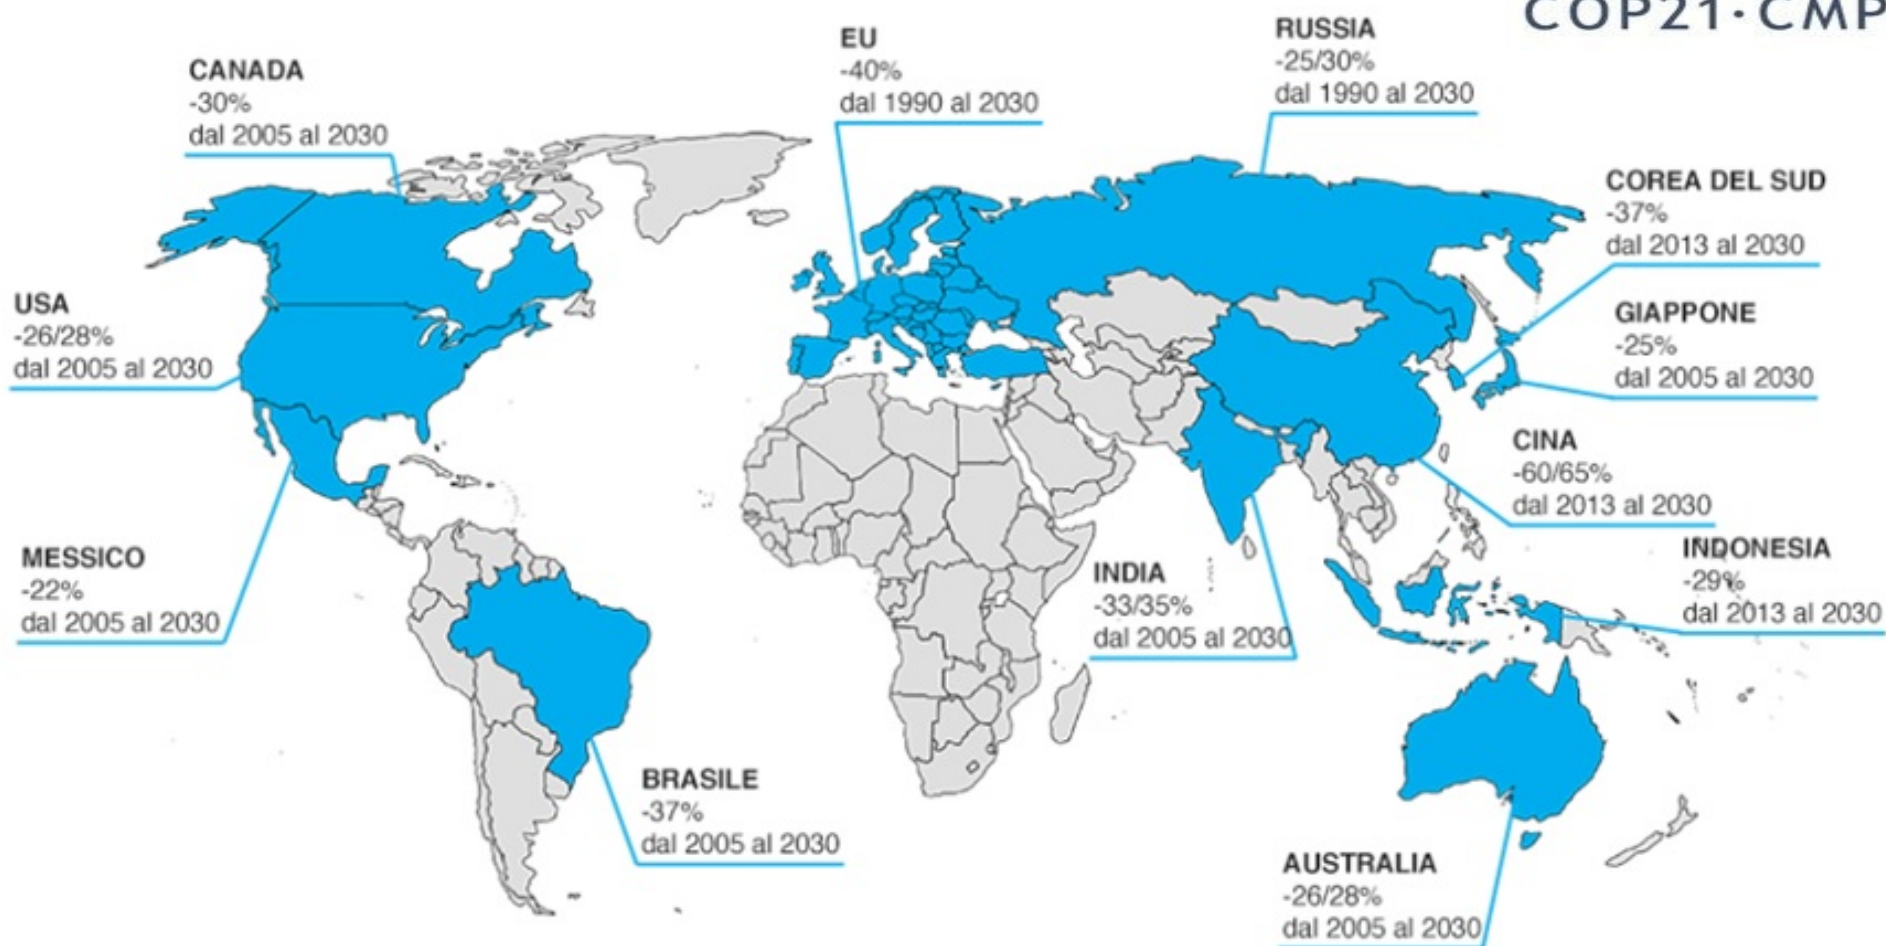 COP21·CMP
CANADA
-30%
dal 2005 al 2030
EU
-40%
dal 1990 al 2030
RUSSIA
-25/30%
dal 1990 al 2030
COREA DEL SUD
-37%
dal 2013 al 2030
USA
-26/28%
dal 2005 al 2030
GIAPPONE
-25%
dal 2005 al 2030
CINA
-60/65%
dal 2013 al 2030
MESSICO
-22%
dal 2005 al 2030
INDIA
-33/35%
dal 2005 al 2030
INDONESIA
-29%
dal 2013 al 2030
BRASILE
-37%
dal 2005 al 2030
AUSTRALIA
-26/28%
dal 2005 al 2030